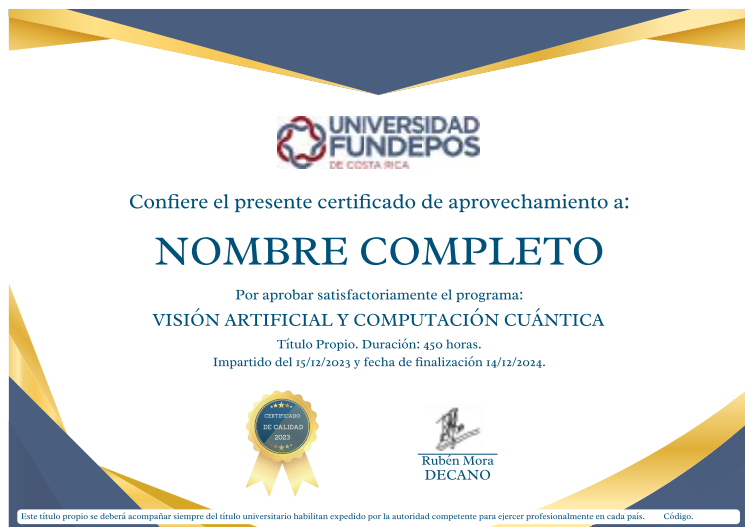 UNIVERSIDAD
FUNDEPOS
DE COSTA RICA
Confiere el presente certificado de aprovechamiento a:
NOMBRE COMPLETO
Por aprobar satisfactoriamente el programa:
VISIÓN ARTIFICIAL Y COMPUTACIÓN CUÁNTICA
Título Propio. Duración: 450 horas.
Impartido del 15/12/2023 y fecha de finalización 14/12/2024.
CERTIFICADO
DE CALIDAD
2023
Rubén Mora
DECANO
Este título propio se deberá acompañar siempre del título universitario habilitan expedido por la autoridad competente para ejercer profesionalmente en cada país. Código.